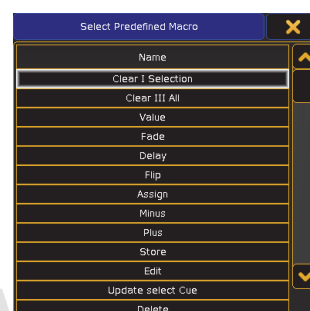 Select Predefined Macro
Name
Clear I Selection
Clear III All
Value
Fade
Delay
Flip
Assign
Minus
Plus
Store
Edit
Update select Cue
Delete